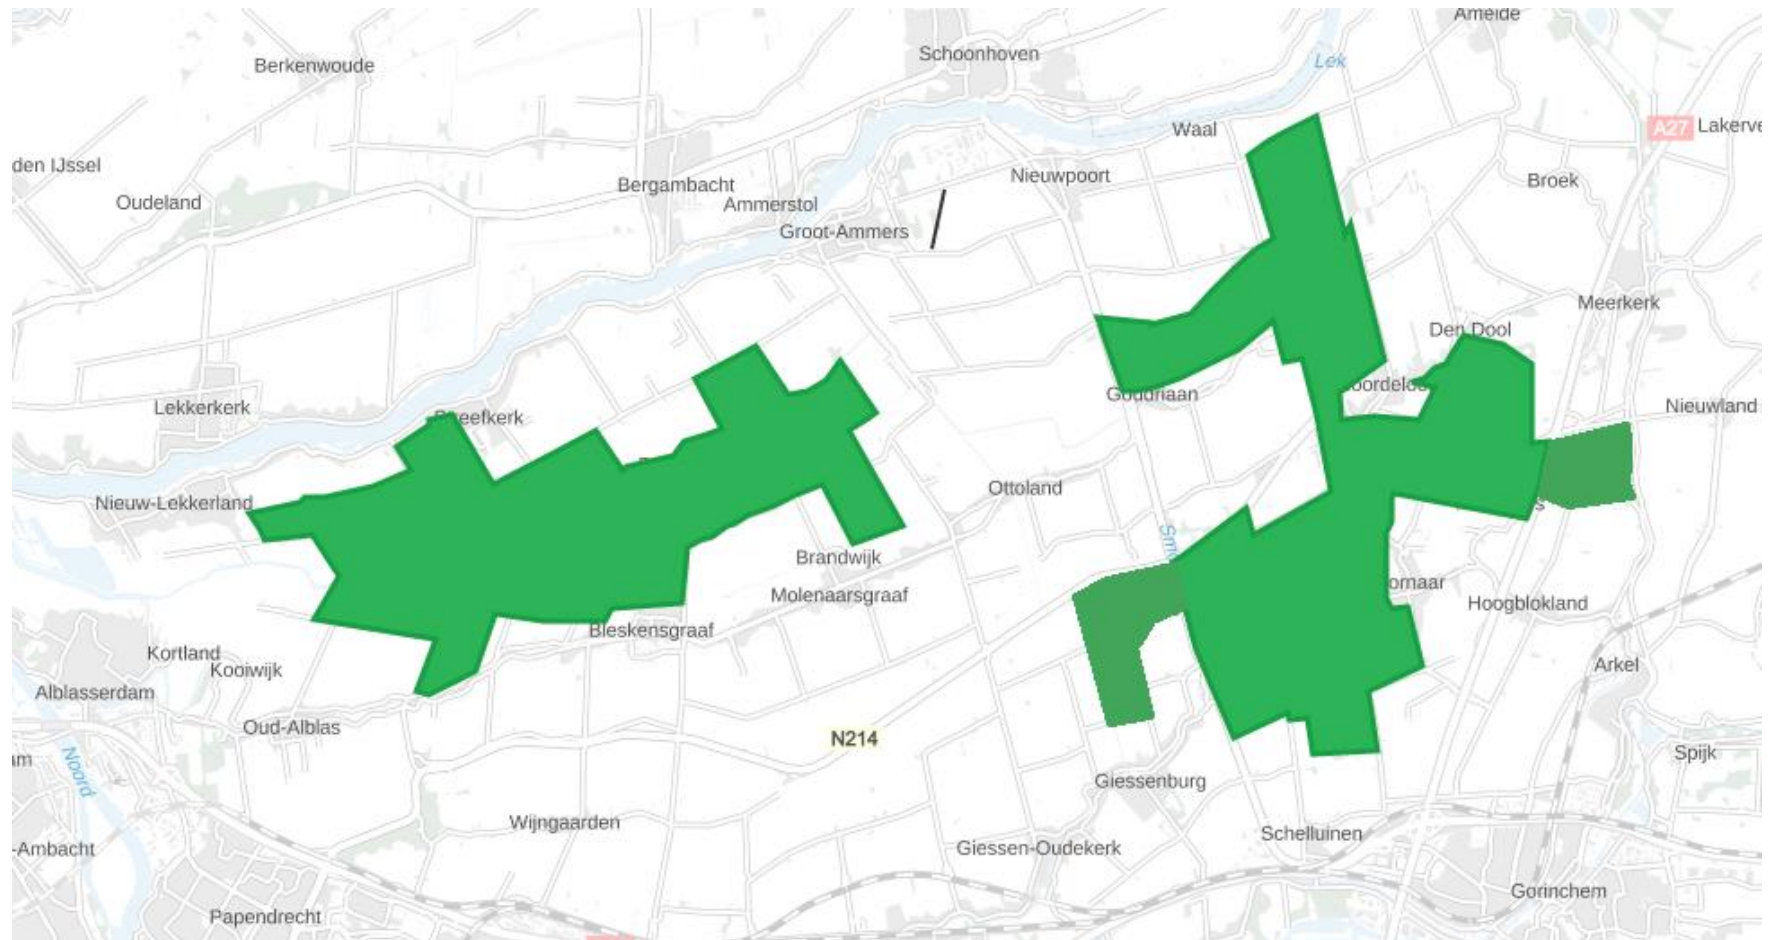 Ameide
Schoonhoven
Berkenwoude
Lek
A27
Waal
den IJssel
Nieuwpoort
Broek
Bergambacht
Oudeland
Ammerstol
Groot-Ammers
Meerkerk
Den Dool
Goudriaan
Lekkerkerk
Nieuwland
Nieuw-Lekkerland
Ottoland
Brandwijk
ornaar
Molenaarsgraaf
Hoogblokland
Bleskensgraaf
Kortland
Kooiwijk
Arkel
Alblasserdam
Oud-Alblas
N214
Spijk
Noord
Giessenburg
Wijngaarden
Schelluinen
-Ambacht
Giessen-Oudekerk
Gorinchem
Papendrecht